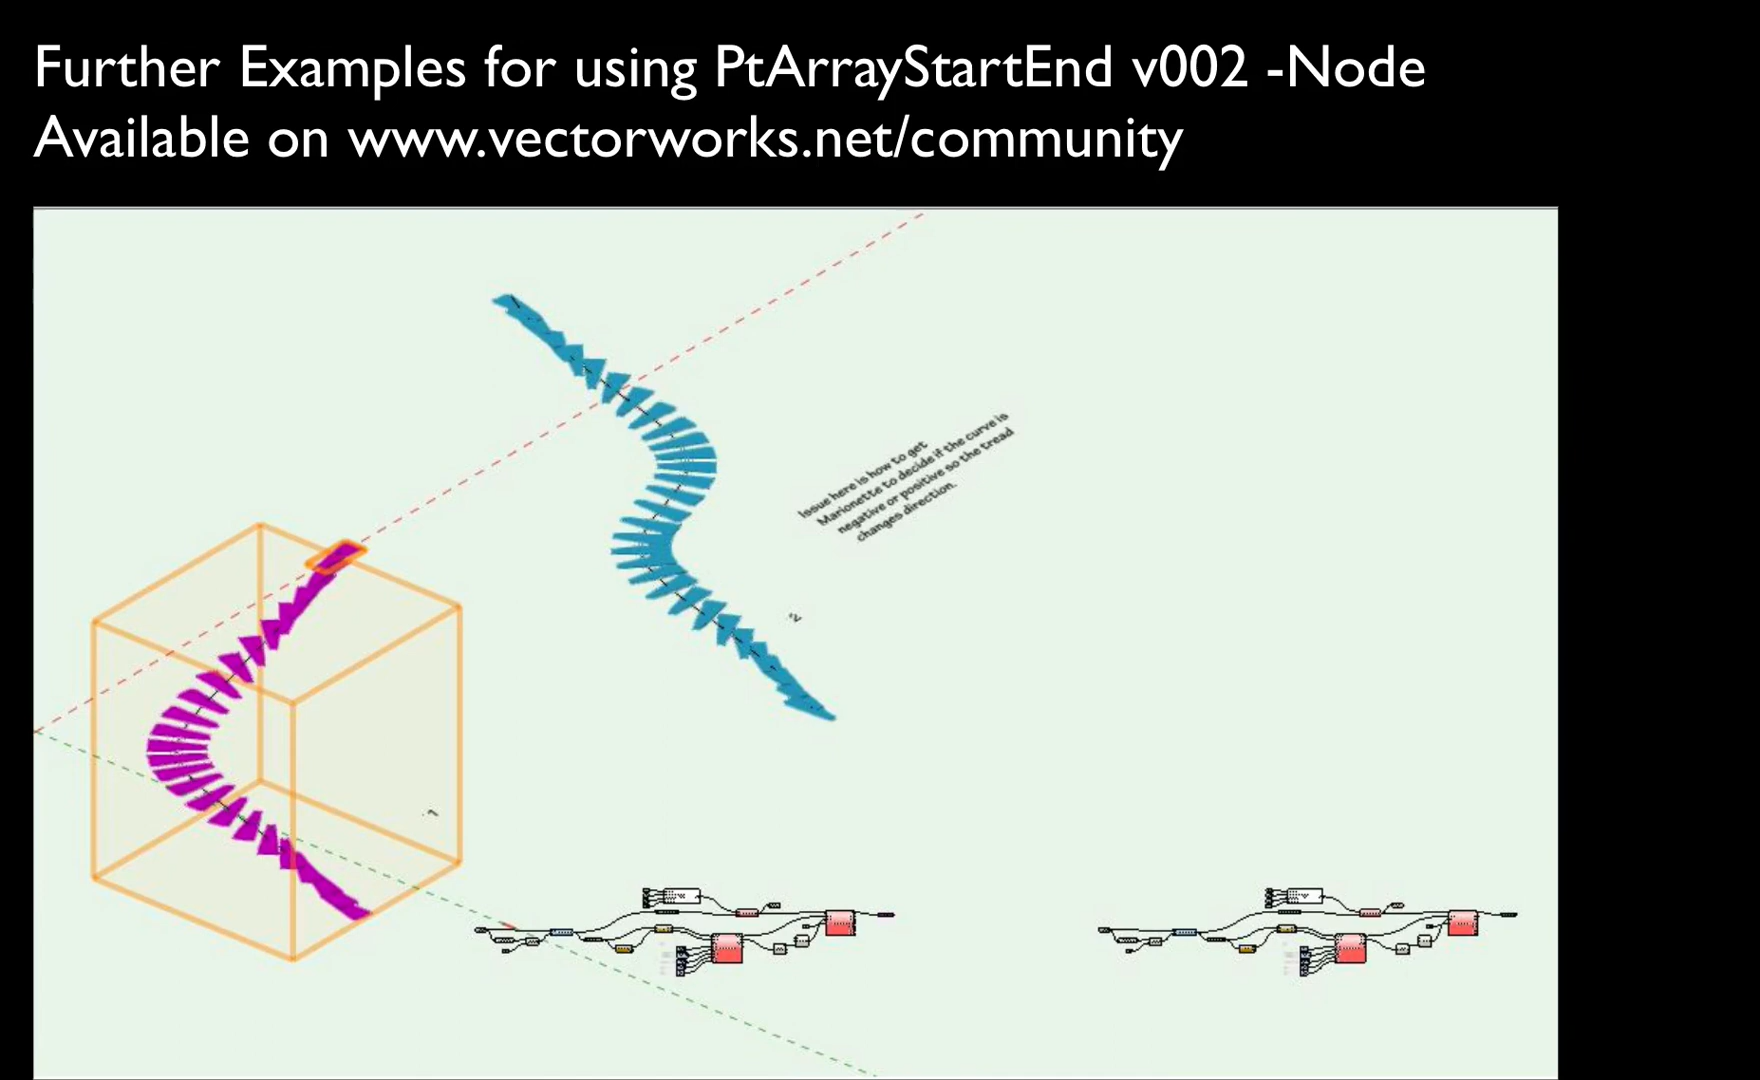 Further Examples for using PtArrayStartEnd v002 -Node
Available on www.vectorworks.net/community
Issue here is how to get
Marionette to decide if the curve is
negative or positive so the tread
changes direction.